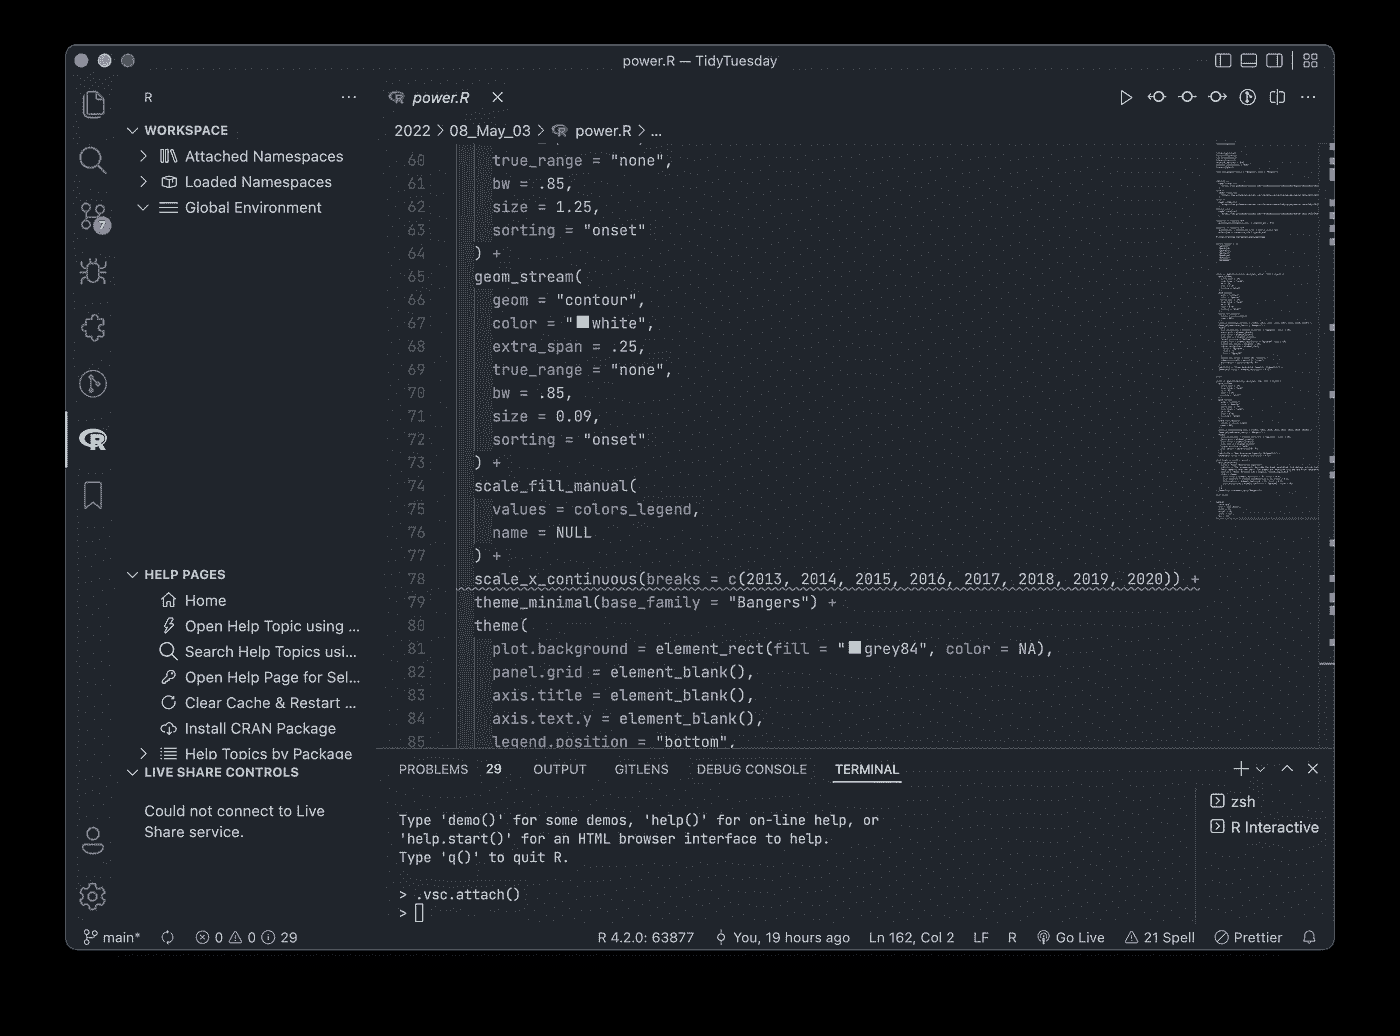 power.R — TidyTuesday
R
power.R
WORKSPACE
Attached Namespaces
Loaded Namespaces
Global Environment
7
2022 > 08_May_03 > power.R > ...
60 true_range = "none",
61 bw = .85,
62 size = 1.25,
63 sorting = "onset"
64 ) +
65 geom_stream(
66 geom = "contour",
67 color = "white",
68 extra_span = .25,
69 true_range = "none",
70 bw = .85,
71 size = 0.09,
72 sorting = "onset"
73 ) +
74 scale_fill_manual(
75 values = colors_legend,
76 name = NULL
77 ) +
78 scale_x_continuous(breaks = c(2013, 2014, 2015, 2016, 2017, 2018, 2019, 2020)) +
79 theme_minimal(base_family = "Bangers") +
80 theme(
81 plot.background = element_rect(fill = "grey84", color = NA),
82 panel.grid = element_blank(),
83 axis.title = element_blank(),
84 axis.text.y = element_blank(),
85 legend.position = "bottom",
HELP PAGES
Home
Open Help Topic using ...
Search Help Topics usi...
Open Help Page for Sel...
Clear Cache & Restart ...
Install CRAN Package
Help Topics by Package
LIVE SHARE CONTROLS
Could not connect to Live
Share service.
PROBLEMS 29 OUTPUT GITLENS DEBUG CONSOLE TERMINAL
Type 'demo()' for some demos, 'help()' for on-line help, or
'help.start()' for an HTML browser interface to help.
Type 'q()' to quit R.
> .vsc.attach()
>
zsh
R Interactive
main* 0 0 29 R 4.2.0: 63877 You, 19 hours ago Ln 162, Col 2 LF R Go Live 21 Spell Prettier